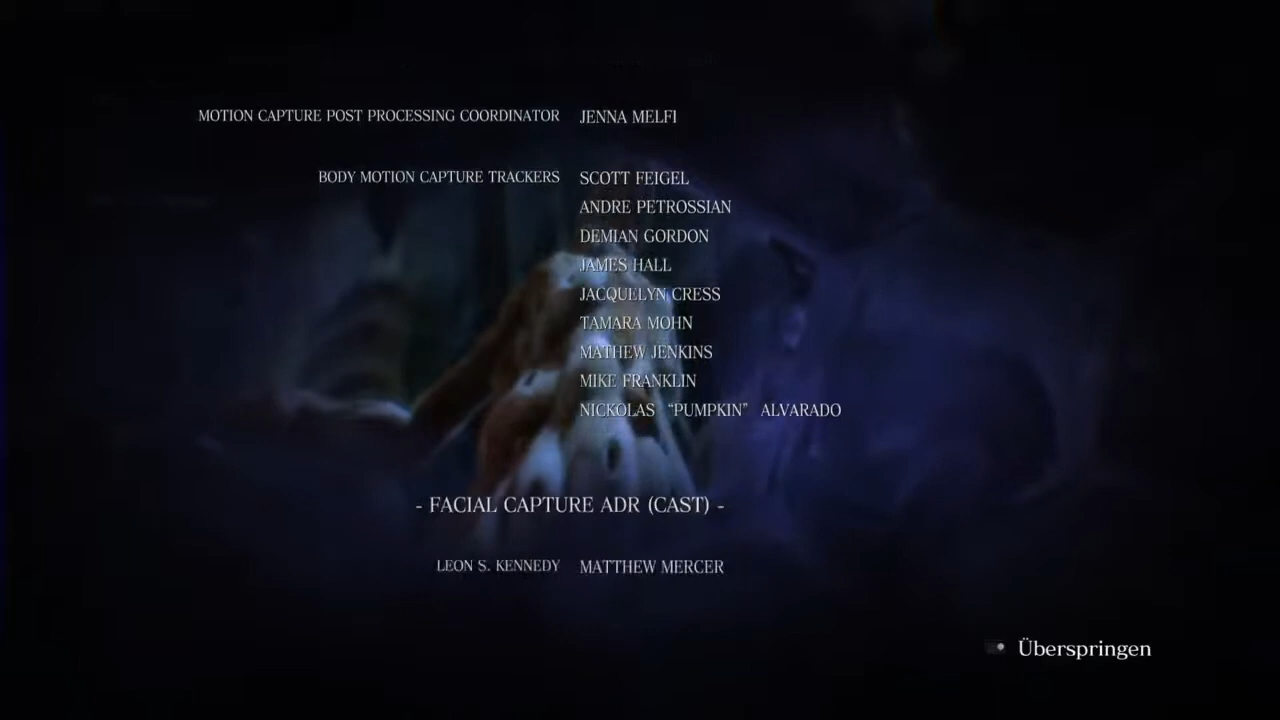 MOTION CAPTURE POST PROCESSING COORDINATOR JENNA MELFI
BODY MOTION CAPTURE TRACKERS SCOTT FEIGEL
ANDRE PETROSSIAN
DEMIAN GORDON
JAMES HALL
JACQUELYN CRESS
TAMARA MOHN
MATHEW JENKINS
MIKE FRANKLIN
NICKOLAS “PUMPKIN” ALVARADO
- FACIAL CAPTURE ADR (CAST) -
LEON S. KENNEDY MATTHEW MERCER
Überspringen